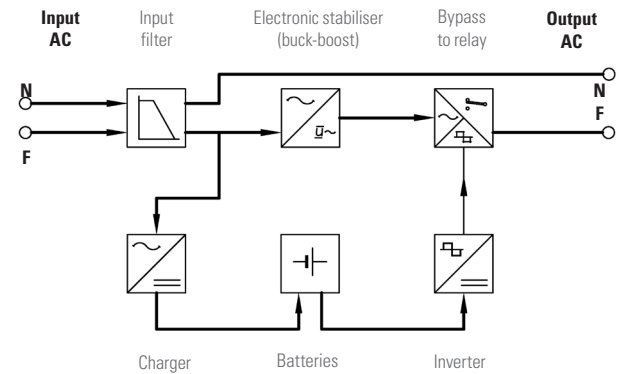 Input
AC
Input
filter
Electronic stabiliser
(buck-boost)
Bypass
to relay
Output
AC
N
F
N
F
u~
Charger
Batteries
Inverter